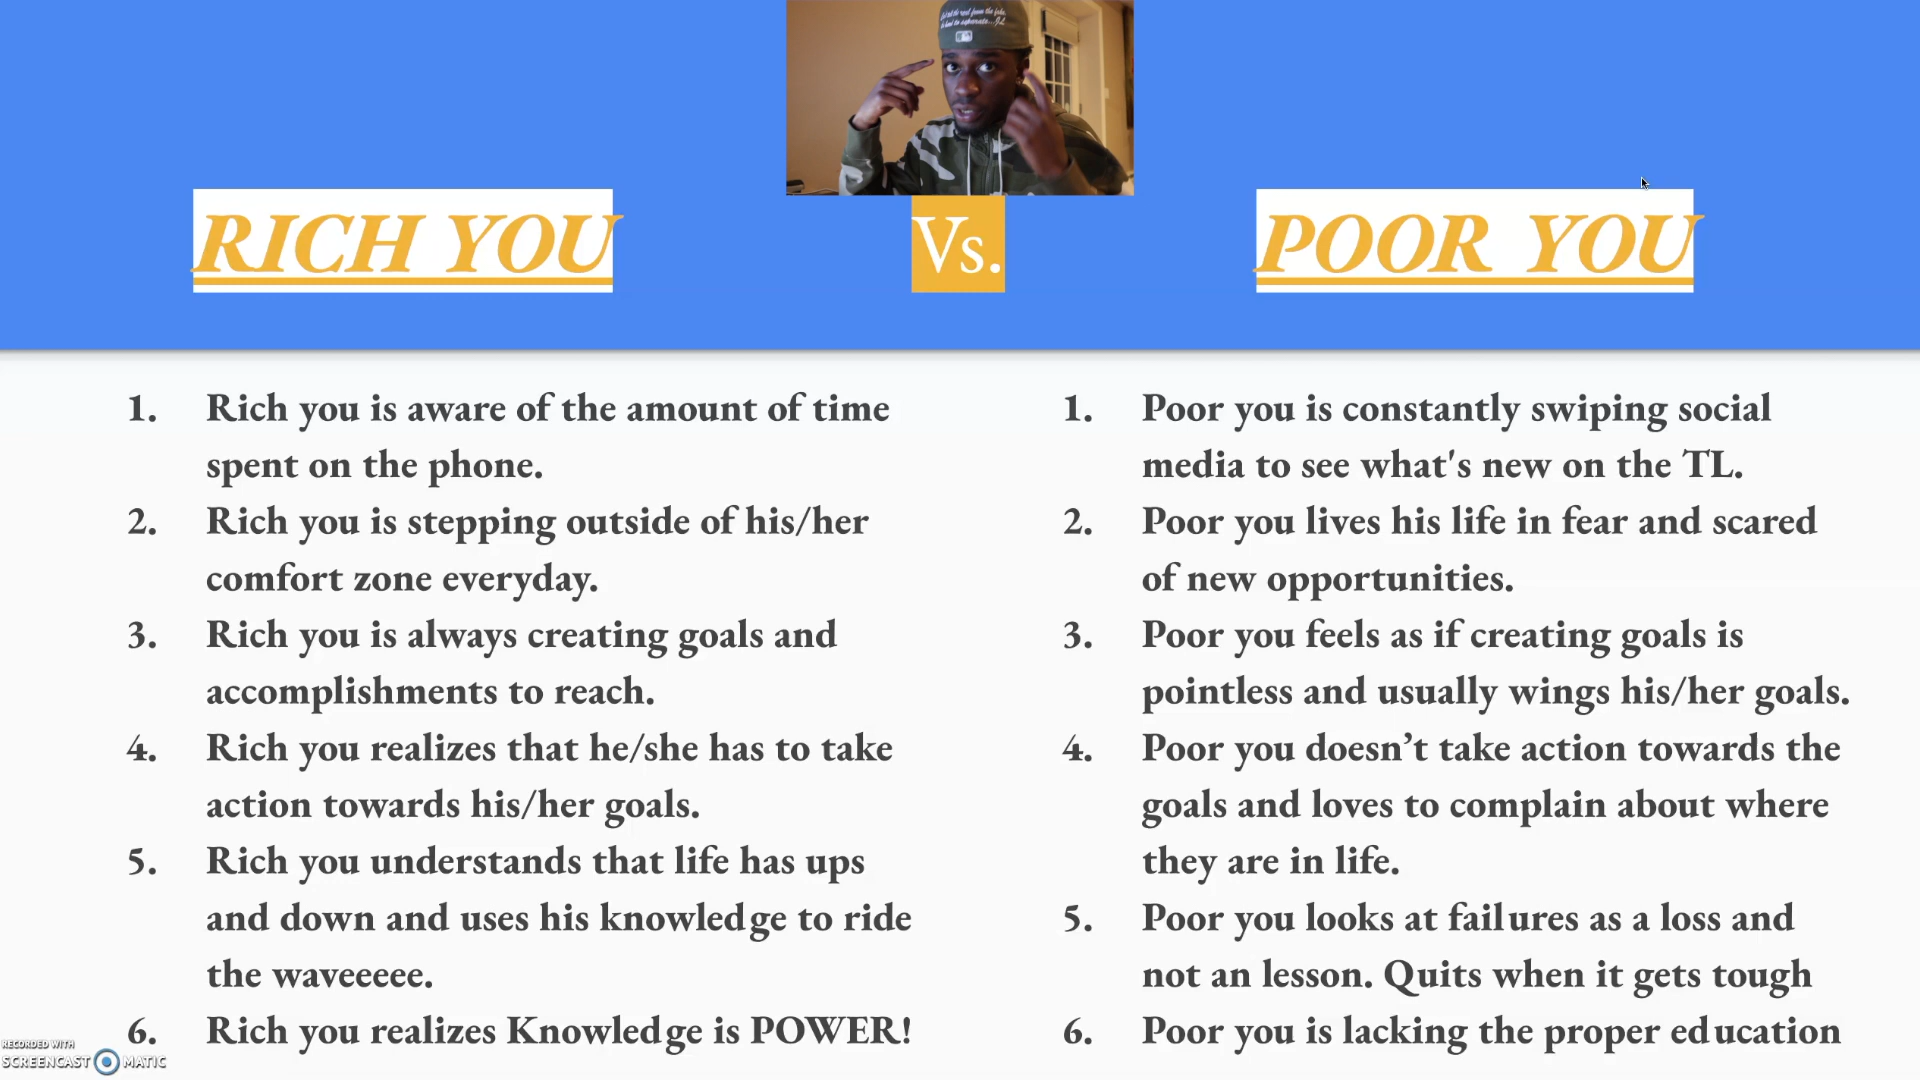 RICH YOU
Vs.
POOR YOU
1. Rich you is aware of the amount of time
spent on the phone.
2. Rich you is stepping outside of his/her
comfort zone everyday.
3. Rich you is always creating goals and
accomplishments to reach.
4. Rich you realizes that he/she has to take
action towards his/her goals.
5. Rich you understands that life has ups
and down and uses his knowledge to ride
the waveeeee.
6. Rich you realizes Knowledge is POWER!
1. Poor you is constantly swiping social
media to see what's new on the TL.
2. Poor you lives his life in fear and scared
of new opportunities.
3. Poor you feels as if creating goals is
pointless and usually wings his/her goals.
4. Poor you doesn’t take action towards the
goals and loves to complain about where
they are in life.
5. Poor you looks at failures as a loss and
not an lesson. Quits when it gets tough
6. Poor you is lacking the proper education
RECORDED WITH
SCREENCAST MATIC